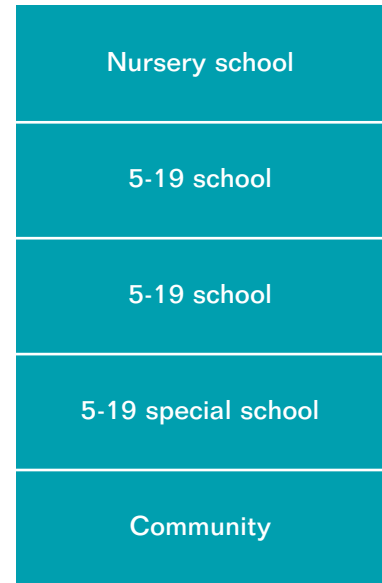 Nursery school
5-19 school
5-19 school
5-19 special school
Community